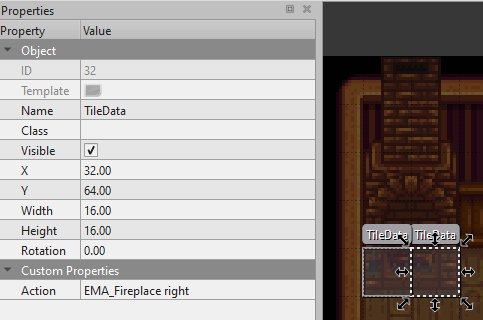 Properties
Property Value
Object
ID 32
Template
Name TileData
Class
Visible
X 32.00
Y 64.00
Width 16.00
Height 16.00
Rotation 0.00
Custom Properties
Action EMA_Fireplace right
TileData TileData